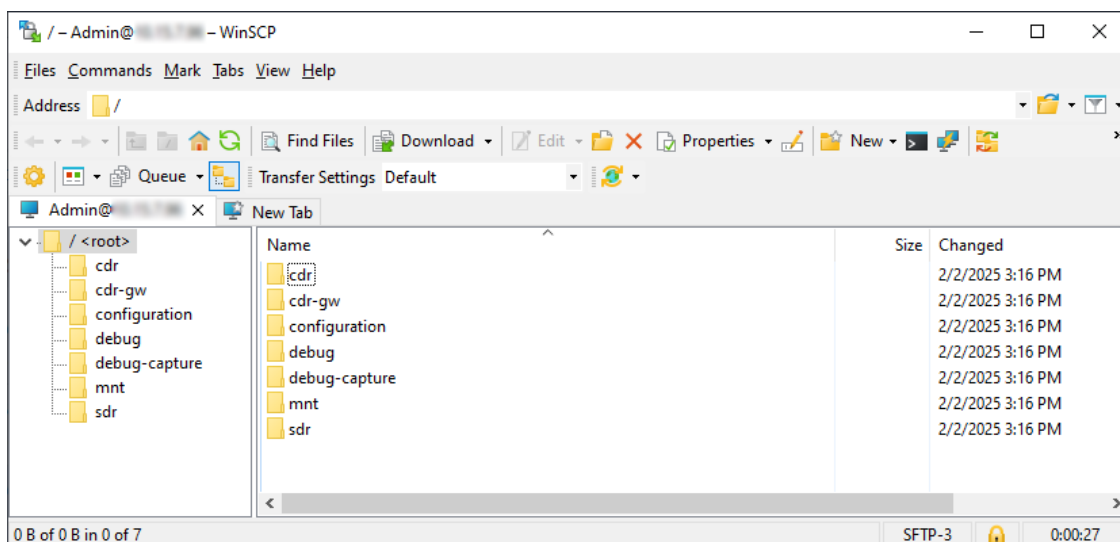 / – Admin@ – WinSCP
Files Commands Mark Tabs View Help
Address /
Find Files Download Edit Properties New
Queue Transfer Settings Default
Admin@ New Tab
/ <root>
cdr
cdr-gw
configuration
debug
debug-capture
mnt
sdr
Name Size Changed
cdr 2/2/2025 3:16 PM
cdr-gw 2/2/2025 3:16 PM
configuration 2/2/2025 3:16 PM
debug 2/2/2025 3:16 PM
debug-capture 2/2/2025 3:16 PM
mnt 2/2/2025 3:16 PM
sdr 2/2/2025 3:16 PM
0 B of 0 B in 0 of 7 SFTP-3 0:00:27